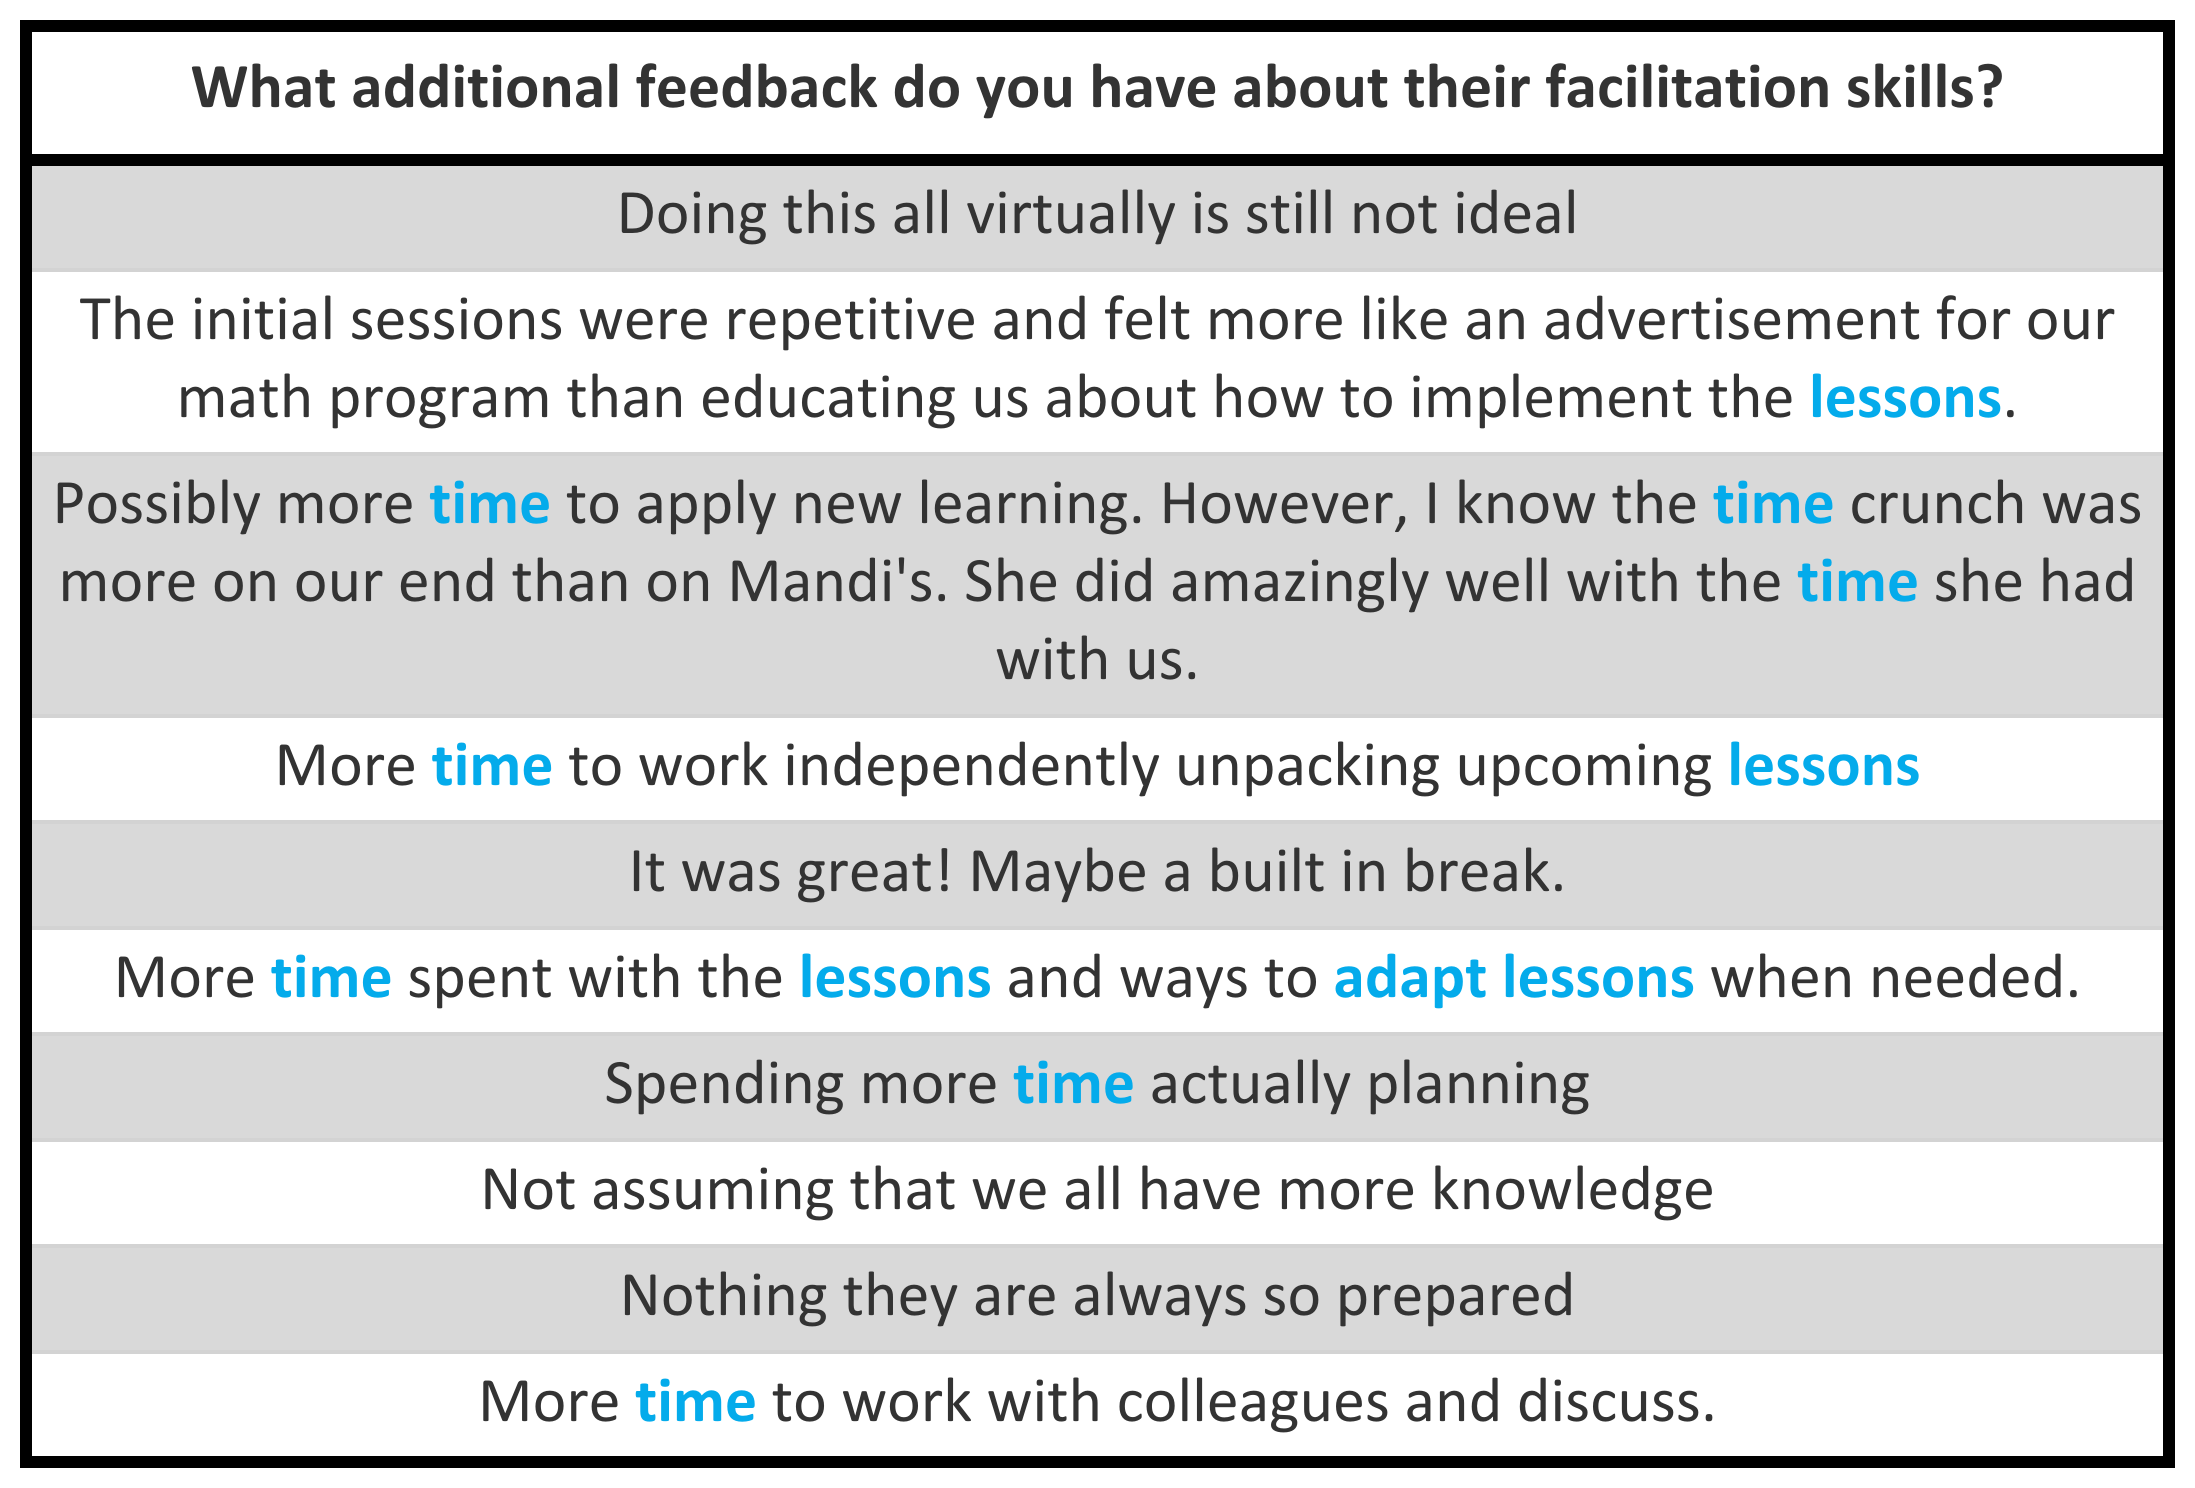 What additional feedback do you have about their facilitation skills?
Doing this all virtually is still not ideal
The initial sessions were repetitive and felt more like an advertisement for our
math program than educating us about how to implement the lessons.
Possibly more time to apply new learning. However, I know the time crunch was
more on our end than on Mandi's. She did amazingly well with the time she had
with us.
More time to work independently unpacking upcoming lessons
It was great! Maybe a built in break.
More time spent with the lessons and ways to adapt lessons when needed.
Spending more time actually planning
Not assuming that we all have more knowledge
Nothing they are always so prepared
More time to work with colleagues and discuss.